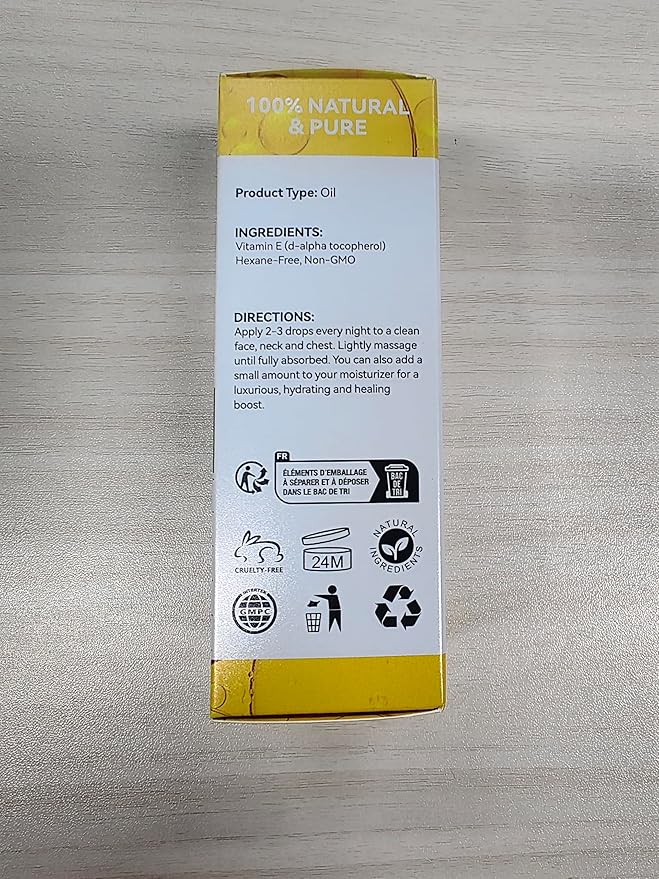 100% NATURAL
& PURE
Product Type: Oil
INGREDIENTS:
Vitamin E (d-alpha tocopherol)
Hexane-Free, Non-GMO
DIRECTIONS:
Apply 2-3 drops every night to a clean
face, neck and chest. Lightly massage
until fully absorbed. You can also add a
small amount to your moisturizer for a
luxurious, hydrating and healing
boost.
FR
ÉLÉMENTS D'EMBALLAGE
À SÉPARER ET À DÉPOSER
DANS LE BAC DE TRI
BAC
DE
TRI
CRUELTY-FREE
24M
NATURAL
INGREDIENTS
INTERTEK
GMPC